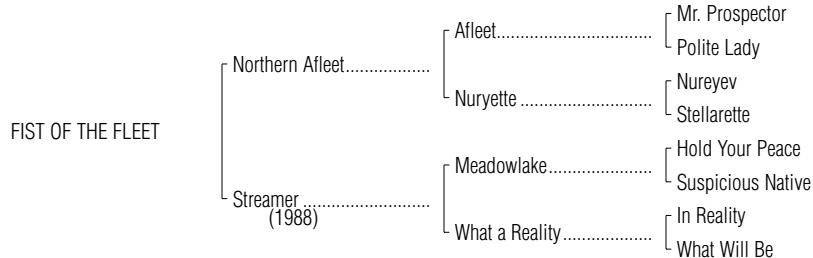 Mr. Prospector
Afleet.................................
Polite Lady
Northern Afleet..................
Nureyev
Nuryette ............................
Stellarette
FIST OF THE FLEET
Hold Your Peace
Meadowlake......................
Suspicious Native
Streamer ...........................
(1988)
In Reality
What a Reality...................
What Will Be